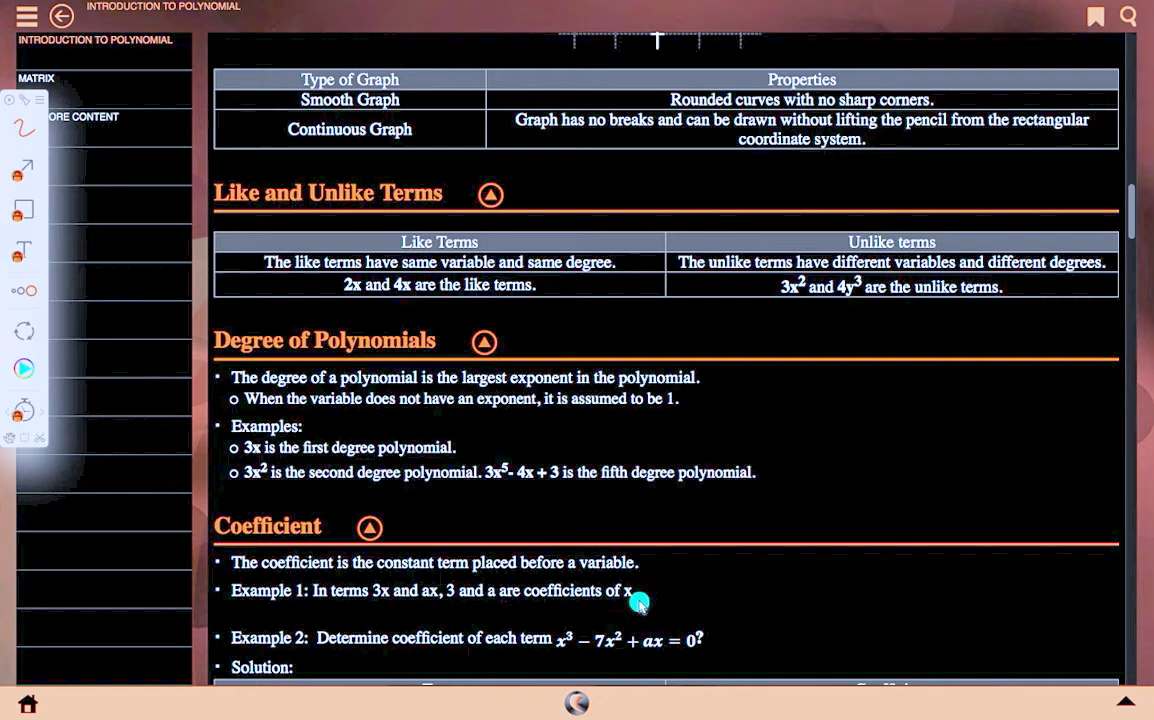 INTRODUCTION TO POLYNOMIAL
INTRODUCTION TO POLYNOMIAL
MATRIX
ORE CONTENT
Type of Graph Properties
Smooth Graph Rounded curves with no sharp corners.
Continuous Graph Graph has no breaks and can be drawn without lifting the pencil from the rectangular
coordinate system.
Like and Unlike Terms
Like Terms Unlike terms
The like terms have same variable and same degree. The unlike terms have different variables and different degrees.
2x and 4x are the like terms. 3x² and 4y³ are the unlike terms.
Degree of Polynomials
· The degree of a polynomial is the largest exponent in the polynomial.
o When the variable does not have an exponent, it is assumed to be 1.
· Examples:
o 3x is the first degree polynomial.
o 3x² is the second degree polynomial. 3x⁵- 4x + 3 is the fifth degree polynomial.
Coefficient
· The coefficient is the constant term placed before a variable.
· Example 1: In terms 3x and ax, 3 and a are coefficients of x
· Example 2: Determine coefficient of each term x³ − 7x² + ax = 0?
· Solution: